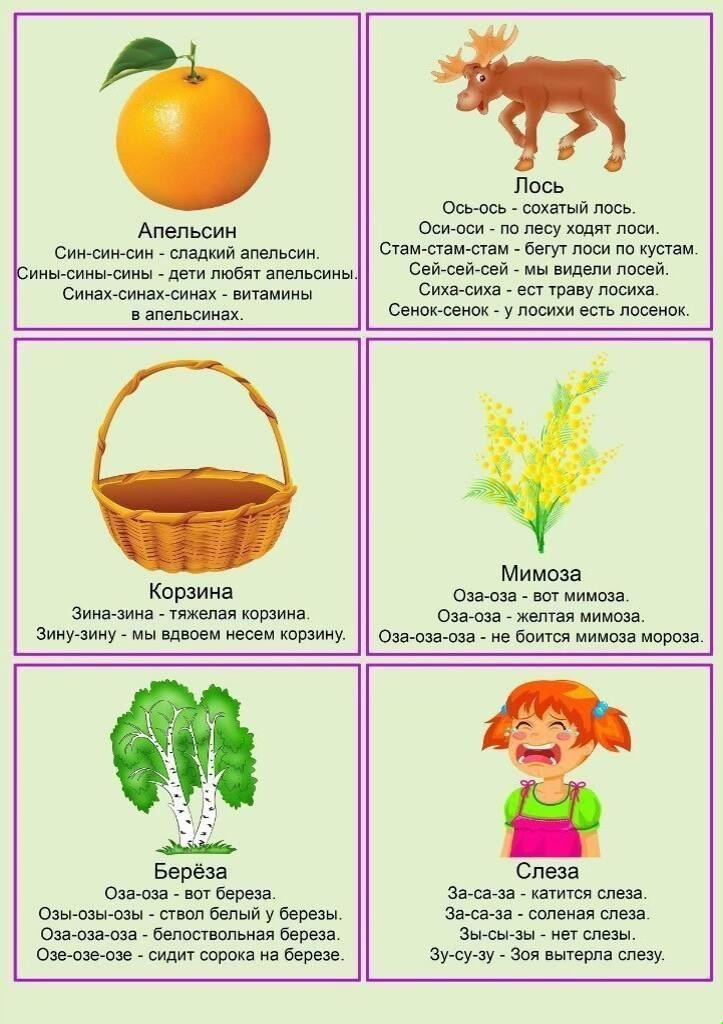 Апельсин
Син-син-син - сладкий апельсин.
Сины-сины-сины - дети любят апельсины.
Синах-синах-синах - витамины
в апельсинах.
Лось
Ось-ось - сохатый лось.
Оси-оси - по лесу ходят лоси.
Стам-стам-стам - бегут лоси по кустам.
Сей-сей-сей - мы видели лосей.
Сиха-сиха - ест траву лосиха.
Сенок-сенок - у лосихи есть лосенок.
Корзина
Зина-зина - тяжелая корзина.
Зину-зину - мы вдвоем несем корзину.
Мимоза
Оза-оза - вот мимоза.
Оза-оза - желтая мимоза.
Оза-оза-оза - не боится мимоза мороза.
Берёза
Оза-оза - вот береза.
Озы-озы-озы - ствол белый у березы.
Оза-оза-оза - белоствольная береза.
Озе-озе-озе - сидит сорока на березе.
Слеза
За-са-за - катится слеза.
За-са-за - соленая слеза.
Зы-сы-зы - нет слезы.
Зу-су-зу - Зоя вытерла слезу.